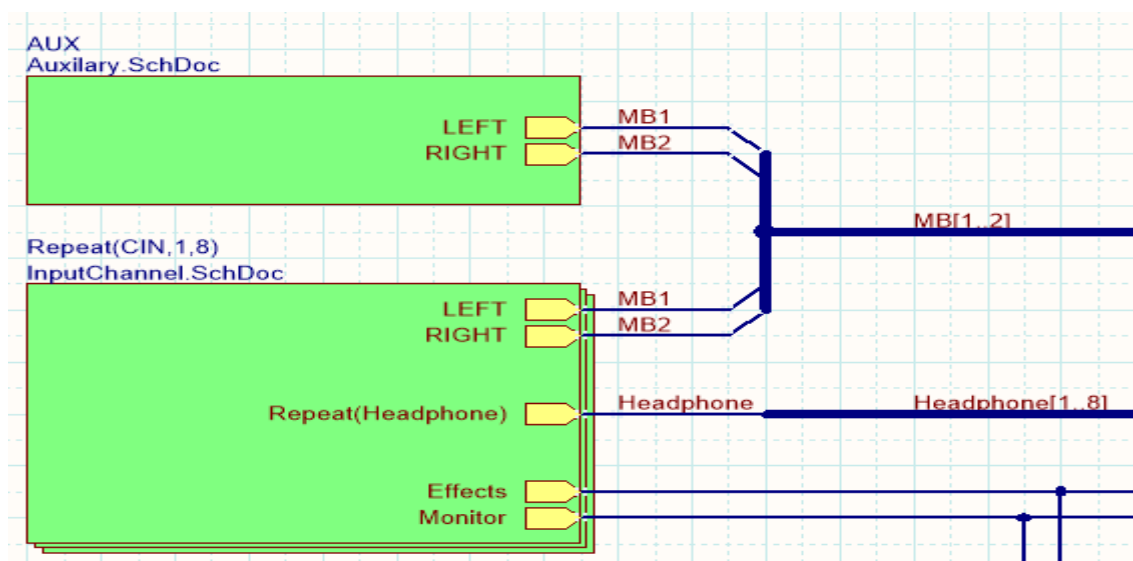 AUX
Auxilary.SchDoc
LEFT MB1
RIGHT MB2
MB[1..2]
Repeat(CIN,1,8)
InputChannel.SchDoc
LEFT MB1
RIGHT MB2
Repeat(Headphone) Headphone Headphone[1..8]
Effects
Monitor